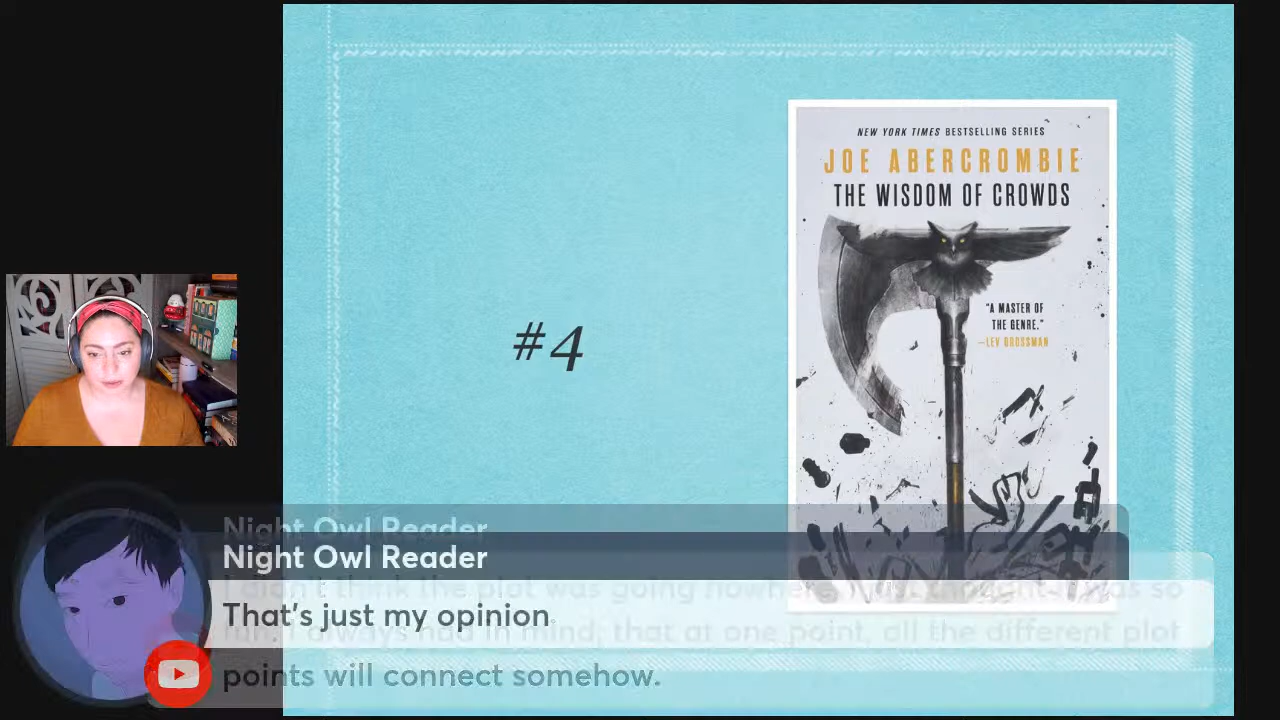 NEW YORK TIMES BESTSELLING SERIES
JOE ABERCROMBIE
THE WISDOM OF CROWDS
"A MASTER OF
THE GENRE."
—LEV GROSSMAN
#4
Night Owl Reader
Night Owl Reader
I didn't think the plot was going nowhere, I just thought it was so
fun. I always had in mind, that at one point, all the different plot
That's just my opinion
points will connect somehow.